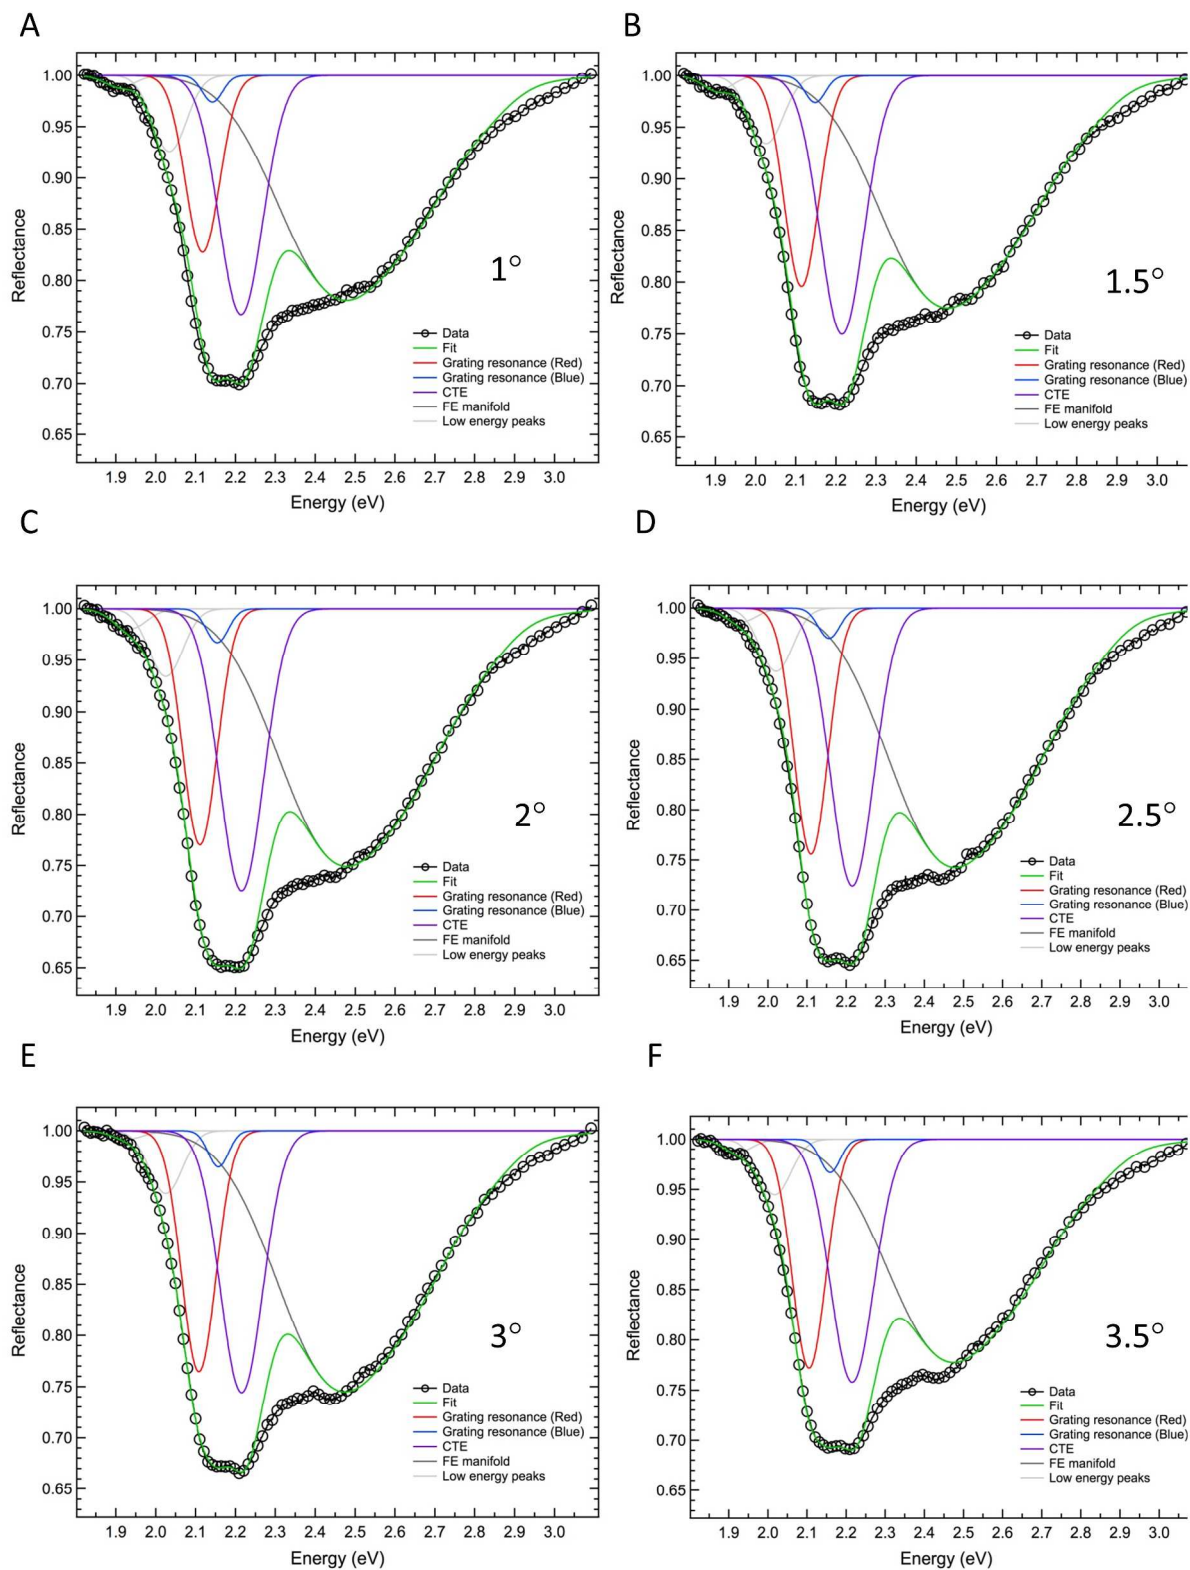 A
1.00
0.95
0.90
0.85
0.80
0.75
0.70
0.65
Reflectance
1°
Data
Fit
Grating resonance (Red)
Grating resonance (Blue)
CTE
FE manifold
Low energy peaks
1.9 2.0 2.1 2.2 2.3 2.4 2.5 2.6 2.7 2.8 2.9 3.0
Energy (eV)
B
1.00
0.95
0.90
0.85
0.80
0.75
0.70
0.65
Reflectance
1.5°
Data
Fit
Grating resonance (Red)
Grating resonance (Blue)
CTE
FE manifold
Low energy peaks
1.9 2.0 2.1 2.2 2.3 2.4 2.5 2.6 2.7 2.8 2.9 3.0
Energy (eV)
C
1.00
0.95
0.90
0.85
0.80
0.75
0.70
0.65
Reflectance
2°
Data
Fit
Grating resonance (Red)
Grating resonance (Blue)
CTE
FE manifold
Low energy peaks
1.9 2.0 2.1 2.2 2.3 2.4 2.5 2.6 2.7 2.8 2.9 3.0
Energy (eV)
D
1.00
0.95
0.90
0.85
0.80
0.75
0.70
0.65
Reflectance
2.5°
Data
Fit
Grating resonance (Red)
Grating resonance (Blue)
CTE
FE manifold
Low energy peaks
1.9 2.0 2.1 2.2 2.3 2.4 2.5 2.6 2.7 2.8 2.9 3.0
Energy (eV)
E
1.00
0.95
0.90
0.85
0.80
0.75
0.70
0.65
Reflectance
3°
Data
Fit
Grating resonance (Red)
Grating resonance (Blue)
CTE
FE manifold
Low energy peaks
1.9 2.0 2.1 2.2 2.3 2.4 2.5 2.6 2.7 2.8 2.9 3.0
Energy (eV)
F
1.00
0.95
0.90
0.85
0.80
0.75
0.70
0.65
Reflectance
3.5°
Data
Fit
Grating resonance (Red)
Grating resonance (Blue)
CTE
FE manifold
Low energy peaks
1.9 2.0 2.1 2.2 2.3 2.4 2.5 2.6 2.7 2.8 2.9 3.0
Energy (eV)